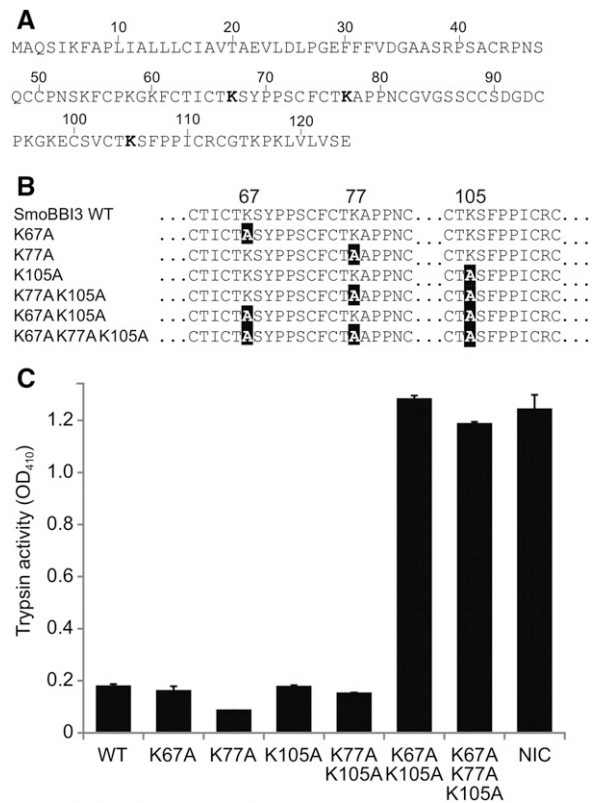 A
10 20 30 40
MAQSIKFAPLIALLLCIAVTAEVLDLPGEFFFVDGAASRPSACRPNS
50 60 70 80 90
QCCPNSKFCPKGKFCTICTKSYPPSCFCTKAPPNCGVGSSCCSDGDC
100 110 120
PKGKECSVCTKSFPPICRCGTKPKLVLVSE
B
67 77 105
SmoBBI3 WT ...CTICTKSYPPSCFCTKAPPNC...CTKSFPPICRC...
K67A ...CTICTASYPPSCFCTKAPPNC...CTKSFPPICRC...
K77A ...CTICTKSYPPSCFCTAAPPNC...CTKSFPPICRC...
K105A ...CTICTKSYPPSCFCTKAPPNC...CTASFPPICRC...
K77A K105A ...CTICTKSYPPSCFCTAAPPNC...CTASFPPICRC...
K67A K105A ...CTICTASYPPSCFCTKAPPNC...CTASFPPICRC...
K67A K77A K105A ...CTICTASYPPSCFCTAAPPNC...CTASFPPICRC...
C
Trypsin activity (OD410)
1.2
1.0
0.8
0.6
0.4
0.2
0
WT K67A K77A K105A K77A K67A K67A NIC
K105A K105A K77A
K105A